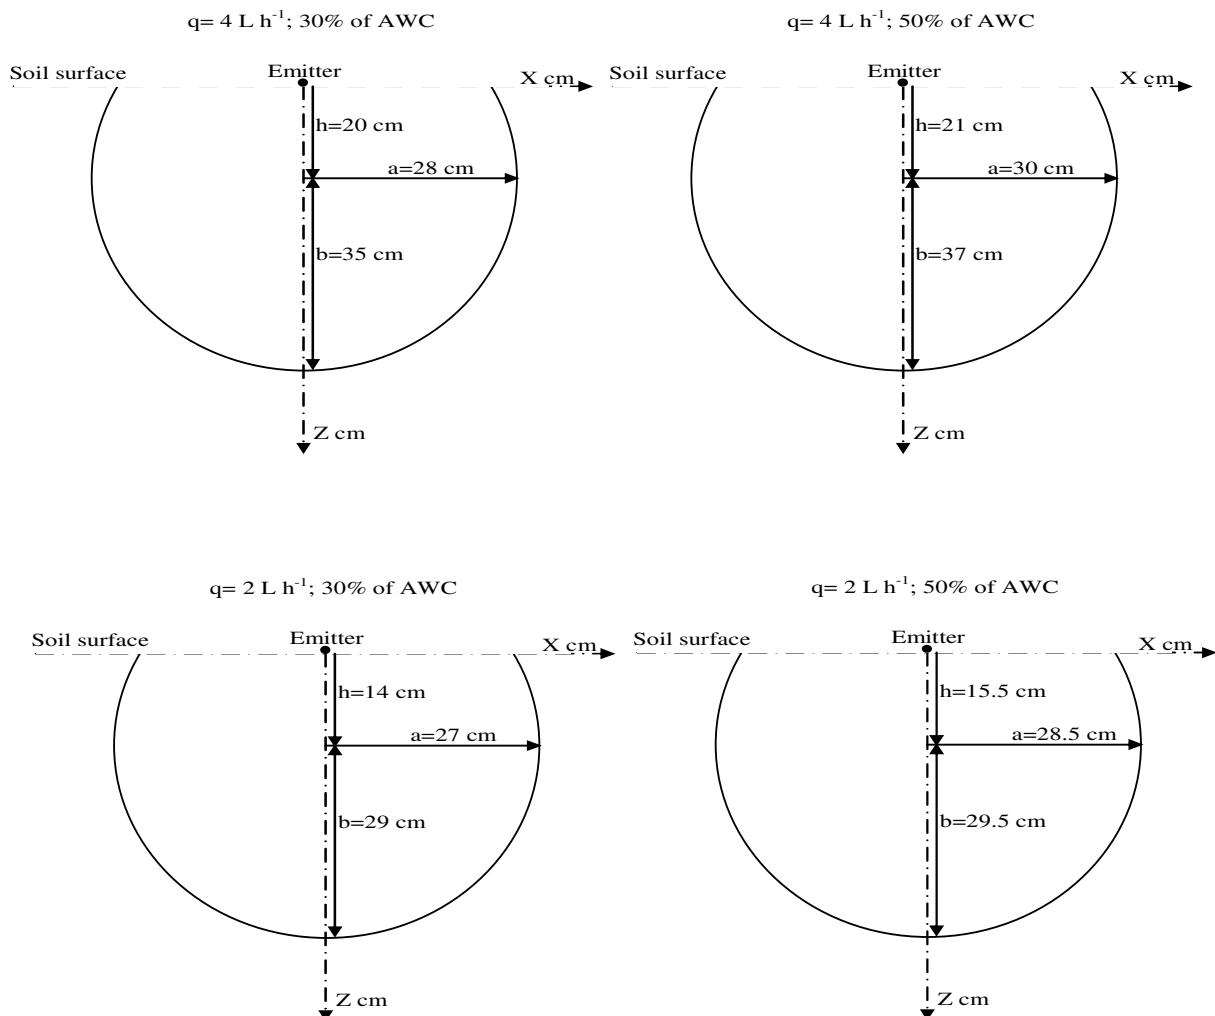 q= 4 L h⁻¹; 30% of AWC
Soil surface
Emitter
X cm
h=20 cm
a=28 cm
b=35 cm
Z cm
q= 4 L h⁻¹; 50% of AWC
Soil surface
Emitter
X cm
h=21 cm
a=30 cm
b=37 cm
Z cm
q= 2 L h⁻¹; 30% of AWC
Soil surface
Emitter
X cm
h=14 cm
a=27 cm
b=29 cm
Z cm
q= 2 L h⁻¹; 50% of AWC
Soil surface
Emitter
X cm
h=15.5 cm
a=28.5 cm
b=29.5 cm
Z cm